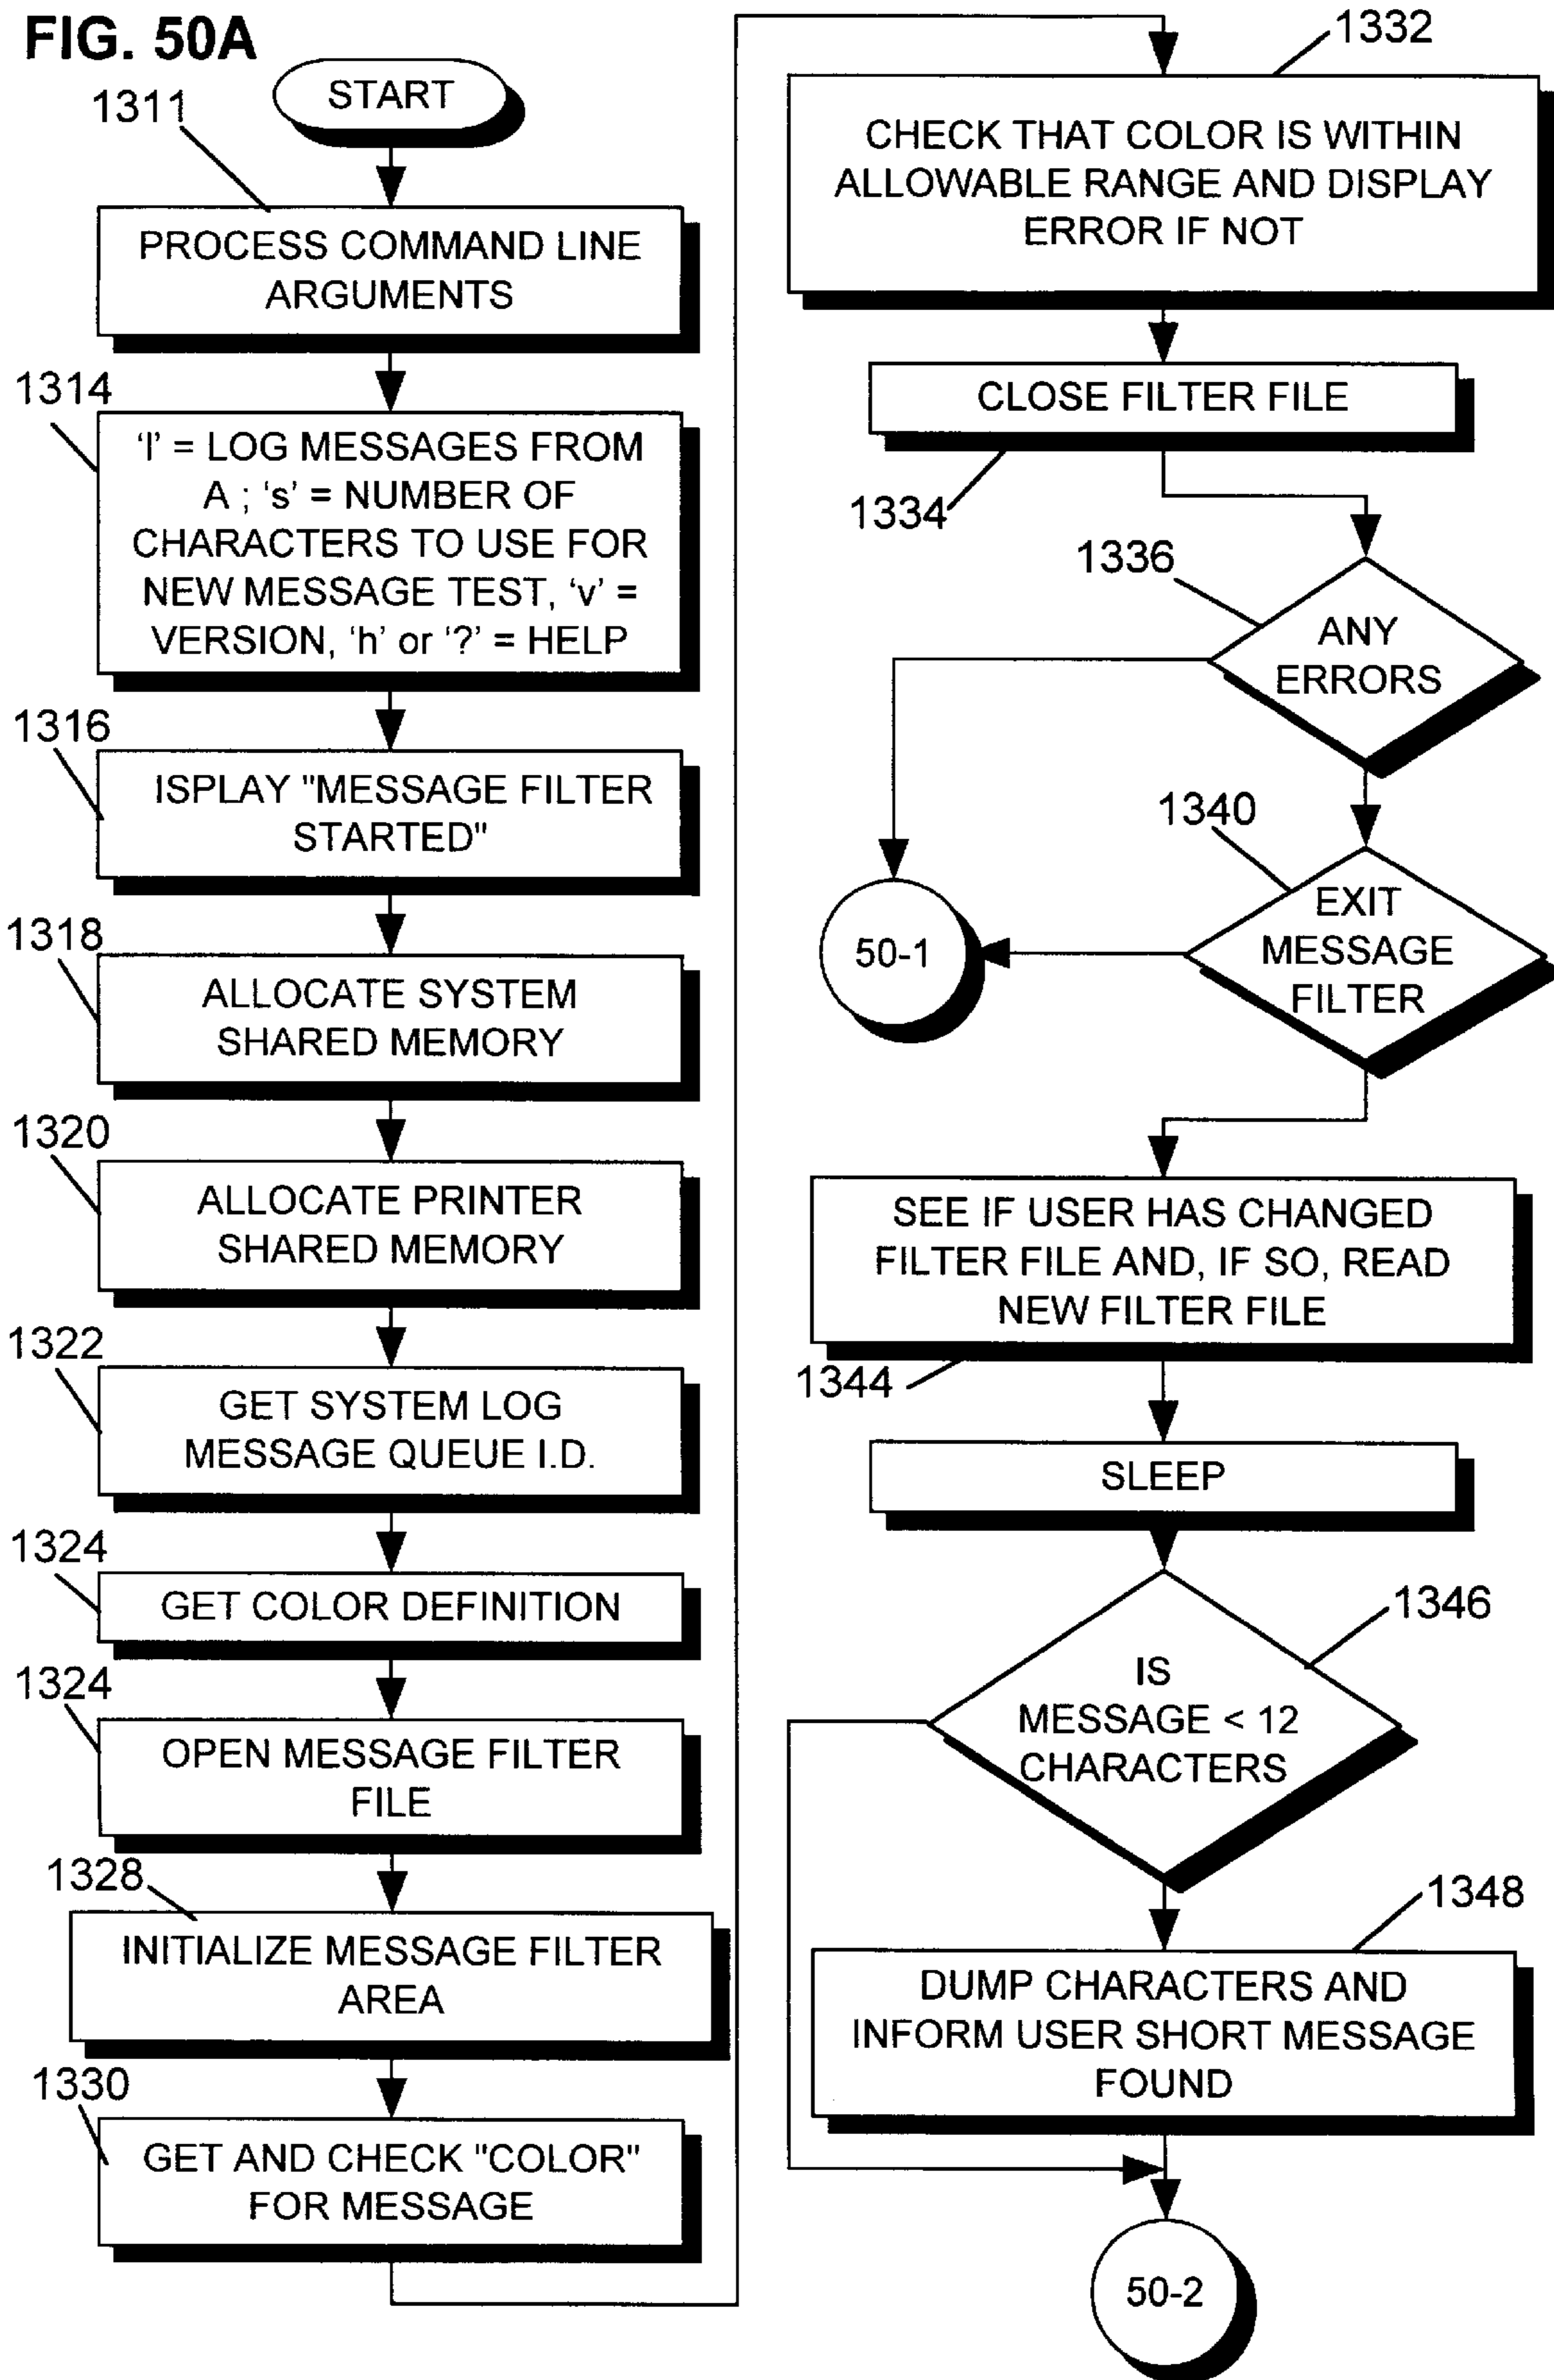 FIG. 50A
START
1311
PROCESS COMMAND LINE
ARGUMENTS
1314
‘l’ = LOG MESSAGES FROM
A ; ‘s’ = NUMBER OF
CHARACTERS TO USE FOR
NEW MESSAGE TEST, ‘v’ =
VERSION, ‘h’ or ‘?’ = HELP
1316
ISPLAY "MESSAGE FILTER
STARTED"
1318
ALLOCATE SYSTEM
SHARED MEMORY
1320
ALLOCATE PRINTER
SHARED MEMORY
1322
GET SYSTEM LOG
MESSAGE QUEUE I.D.
1324
GET COLOR DEFINITION
1324
OPEN MESSAGE FILTER
FILE
1328
INITIALIZE MESSAGE FILTER
AREA
1330
GET AND CHECK "COLOR"
FOR MESSAGE
1332
CHECK THAT COLOR IS WITHIN
ALLOWABLE RANGE AND DISPLAY
ERROR IF NOT
CLOSE FILTER FILE
1334
1336
ANY
ERRORS
1340
EXIT
MESSAGE
FILTER
50-1
SEE IF USER HAS CHANGED
FILTER FILE AND, IF SO, READ
NEW FILTER FILE
1344
SLEEP
1346
IS
MESSAGE < 12
CHARACTERS
1348
DUMP CHARACTERS AND
INFORM USER SHORT MESSAGE
FOUND
50-2